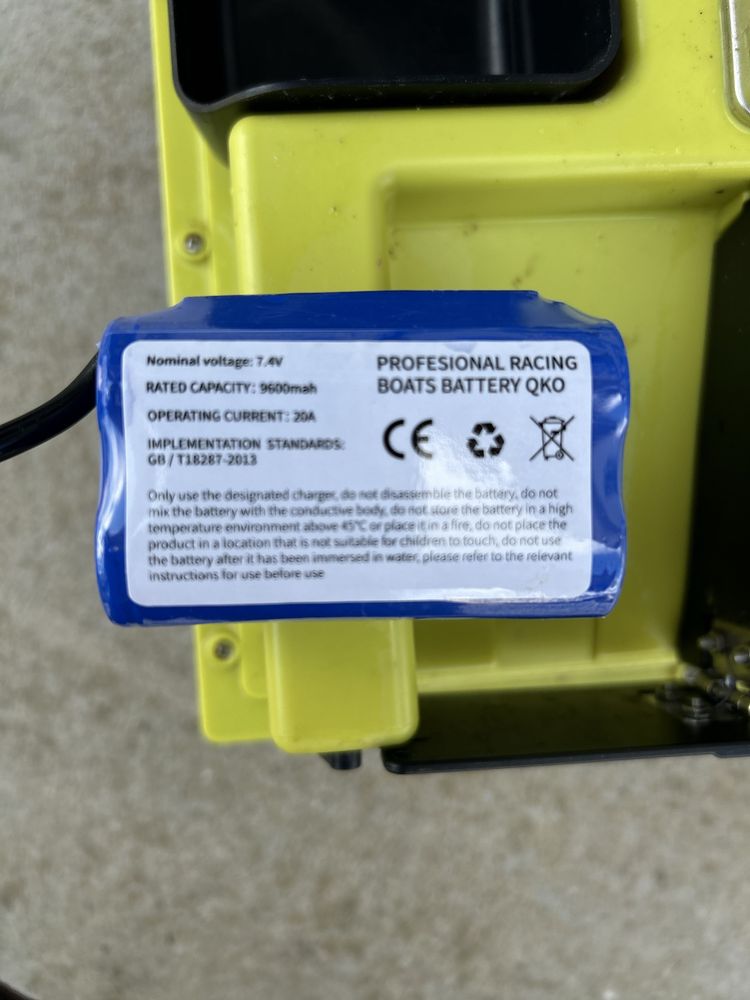 Nominal voltage: 7.4V
RATED CAPACITY: 9600mah
OPERATING CURRENT: 20A
IMPLEMENTATION STANDARDS:
GB / T18287-2013
PROFESIONAL RACING
BOATS BATTERY QKO
CE
Only use the designated charger, do not disassemble the battery, do not
mix the battery with the conductive body, do not store the battery in a high
temperature environment above 45°C or place it in a fire, do not place the
product in a location that is not suitable for children to touch, do not use
the battery after it has been immersed in water, please refer to the relevant
instructions for use before use